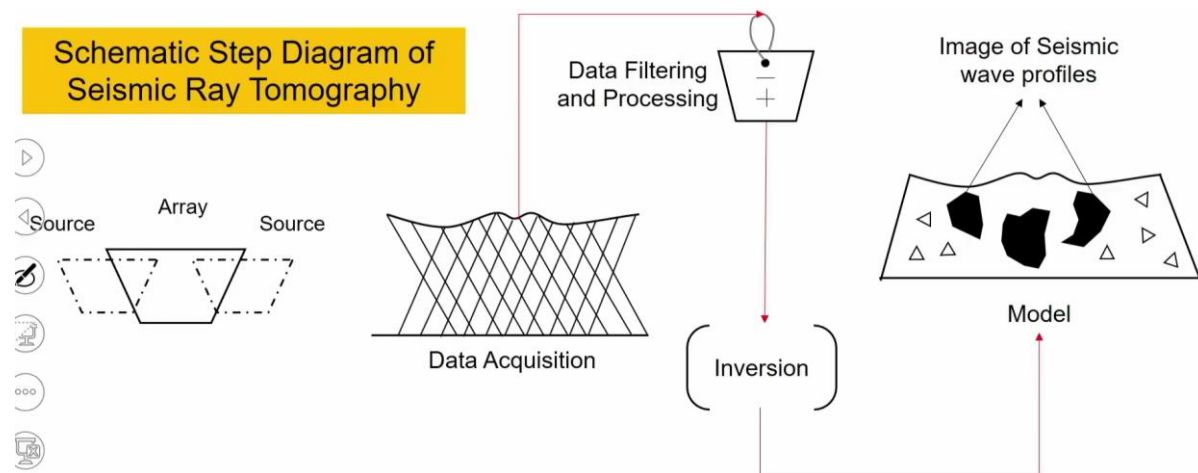 Schematic Step Diagram of
Seismic Ray Tomography
Source
Array
Source
Data Acquisition
Data Filtering
and Processing
−
+
Inversion
Image of Seismic
wave profiles
Model